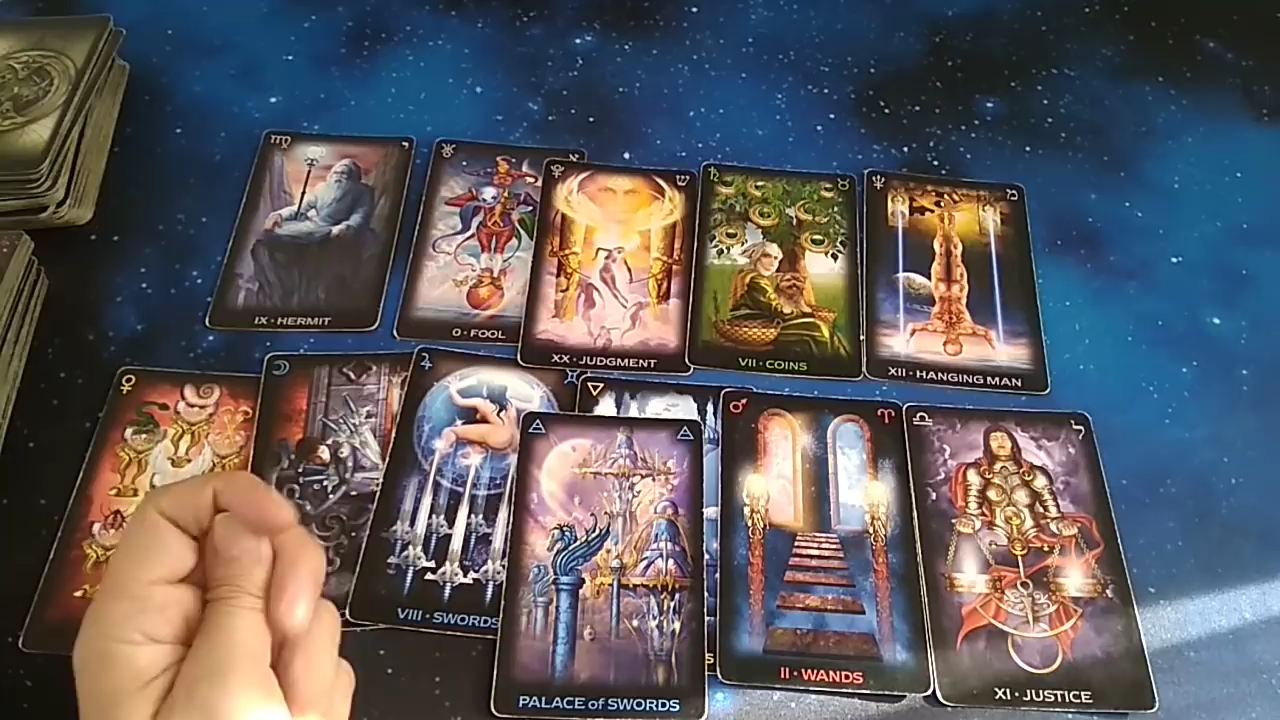 IX • HERMIT
0 • FOOL
XX • JUDGMENT
VII • COINS
XII • HANGING MAN
VIII • SWORDS
PALACE of SWORDS
II • WANDS
XI • JUSTICE